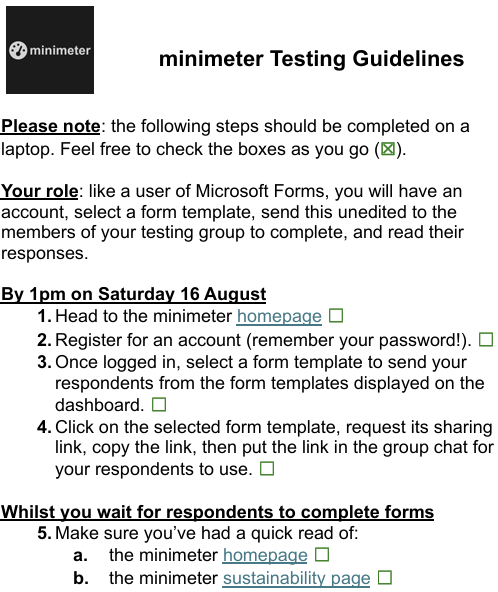 minimeter
minimeter Testing Guidelines
Please note: the following steps should be completed on a
laptop. Feel free to check the boxes as you go (☒).
Your role: like a user of Microsoft Forms, you will have an
account, select a form template, send this unedited to the
members of your testing group to complete, and read their
responses.
By 1pm on Saturday 16 August
1. Head to the minimeter homepage ☐
2. Register for an account (remember your password!). ☐
3. Once logged in, select a form template to send your
respondents from the form templates displayed on the
dashboard. ☐
4. Click on the selected form template, request its sharing
link, copy the link, then put the link in the group chat for
your respondents to use. ☐
Whilst you wait for respondents to complete forms
5. Make sure you’ve had a quick read of:
a. the minimeter homepage ☐
b. the minimeter sustainability page ☐